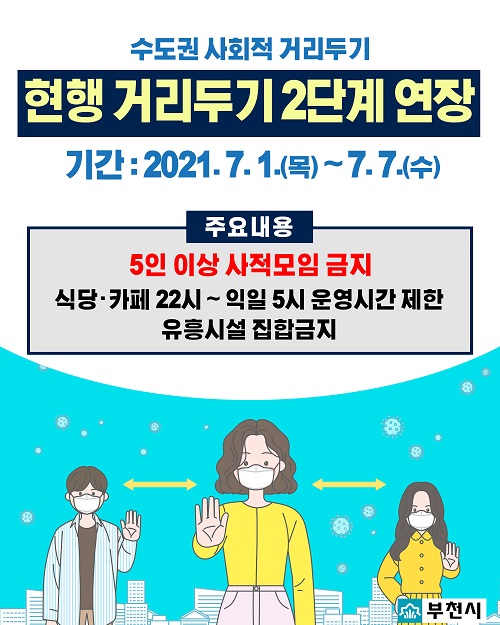 수도권 사회적 거리두기
현행 거리두기 2단계 연장
기간 : 2021. 7. 1.(목) ~ 7. 7.(수)
주요내용
5인 이상 사적모임 금지
식당·카페 22시 ~ 익일 5시 운영시간 제한
유흥시설 집합금지
부천시